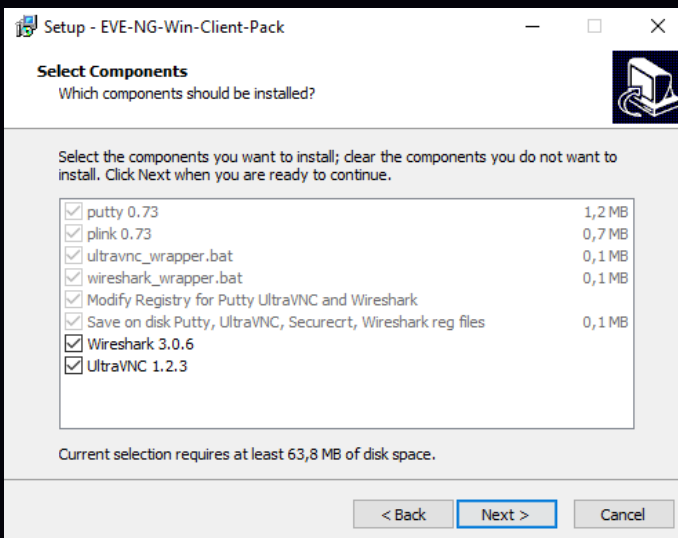 Setup - EVE-NG-Win-Client-Pack
Select Components
Which components should be installed?
Select the components you want to install; clear the components you do not want to
install. Click Next when you are ready to continue.
putty 0.73 1,2 MB
plink 0.73 0,7 MB
ultravnc_wrapper.bat 0,1 MB
wireshark_wrapper.bat 0,1 MB
Modify Registry for Putty UltraVNC and Wireshark
Save on disk Putty, UltraVNC, Securecrt, Wireshark reg files 0,1 MB
Wireshark 3.0.6
UltraVNC 1.2.3
Current selection requires at least 63,8 MB of disk space.
< Back Next > Cancel